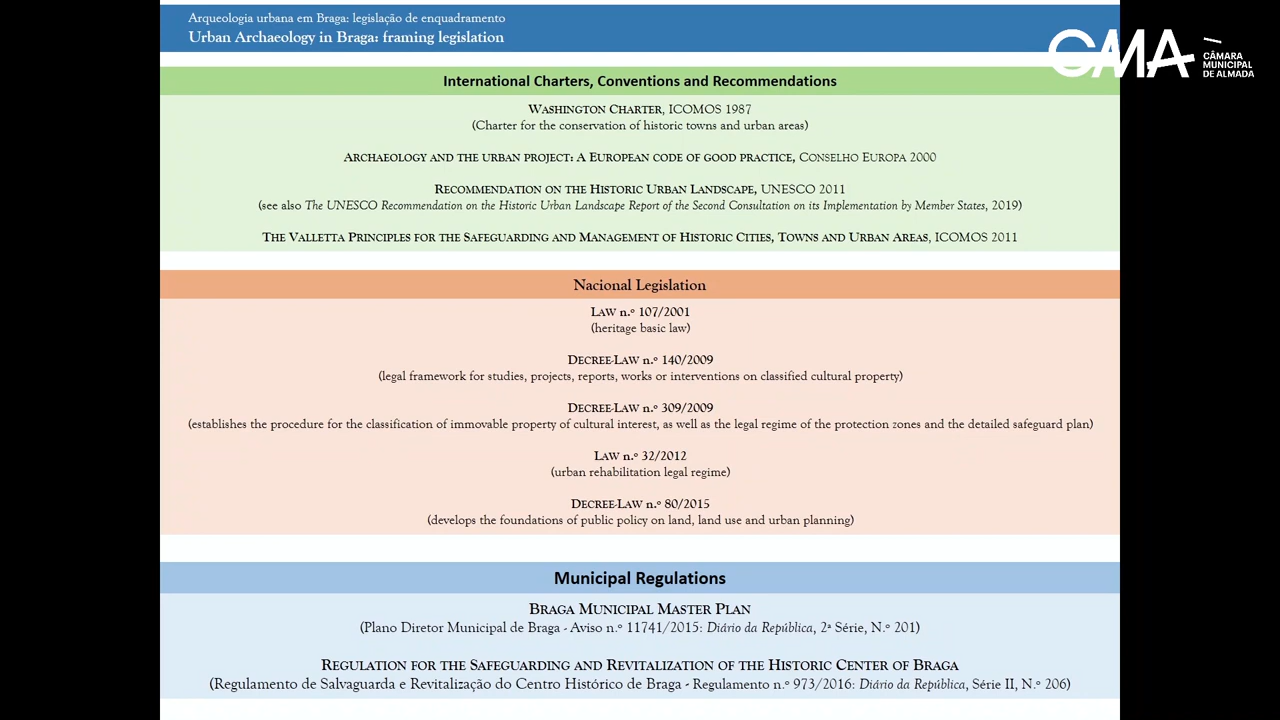 Arqueologia urbana em Braga: legislação de enquadramento
Urban Archaeology in Braga: framing legislation
CMA
CÂMARA
MUNICIPAL
DE ALMADA
International Charters, Conventions and Recommendations
WASHINGTON CHARTER, ICOMOS 1987
(Charter for the conservation of historic towns and urban areas)
ARCHAEOLOGY AND THE URBAN PROJECT: A EUROPEAN CODE OF GOOD PRACTICE, CONSELHO EUROPA 2000
RECOMMENDATION ON THE HISTORIC URBAN LANDSCAPE, UNESCO 2011
(see also The UNESCO Recommendation on the Historic Urban Landscape Report of the Second Consultation on its Implementation by Member States, 2019)
THE VALLETTA PRINCIPLES FOR THE SAFEGUARDING AND MANAGEMENT OF HISTORIC CITIES, TOWNS AND URBAN AREAS, ICOMOS 2011
Nacional Legislation
LAW n.º 107/2001
(heritage basic law)
DECREE-LAW n.º 140/2009
(legal framework for studies, projects, reports, works or interventions on classified cultural property)
DECREE-LAW n.º 309/2009
(establishes the procedure for the classification of immovable property of cultural interest, as well as the legal regime of the protection zones and the detailed safeguard plan)
LAW n.º 32/2012
(urban rehabilitation legal regime)
DECREE-LAW n.º 80/2015
(develops the foundations of public policy on land, land use and urban planning)
Municipal Regulations
BRAGA MUNICIPAL MASTER PLAN
(Plano Diretor Municipal de Braga - Aviso n.º 11741/2015: Diário da República, 2ª Série, N.º 201)
REGULATION FOR THE SAFEGUARDING AND REVITALIZATION OF THE HISTORIC CENTER OF BRAGA
(Regulamento de Salvaguarda e Revitalização do Centro Histórico de Braga - Regulamento n.º 973/2016: Diário da República, Série II, N.º 206)